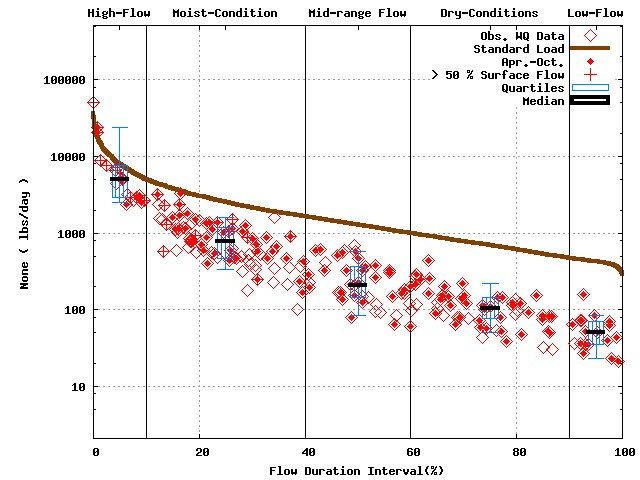 High-Flow Moist-Condition Mid-range Flow Dry-Conditions Low-Flow
Obs. WQ Data
Standard Load
Apr.-Oct.
> 50 % Surface Flow
Quartiles
Median
100000
10000
1000
100
10
None ( lbs/day )
0 20 40 60 80 100
Flow Duration Interval(%)